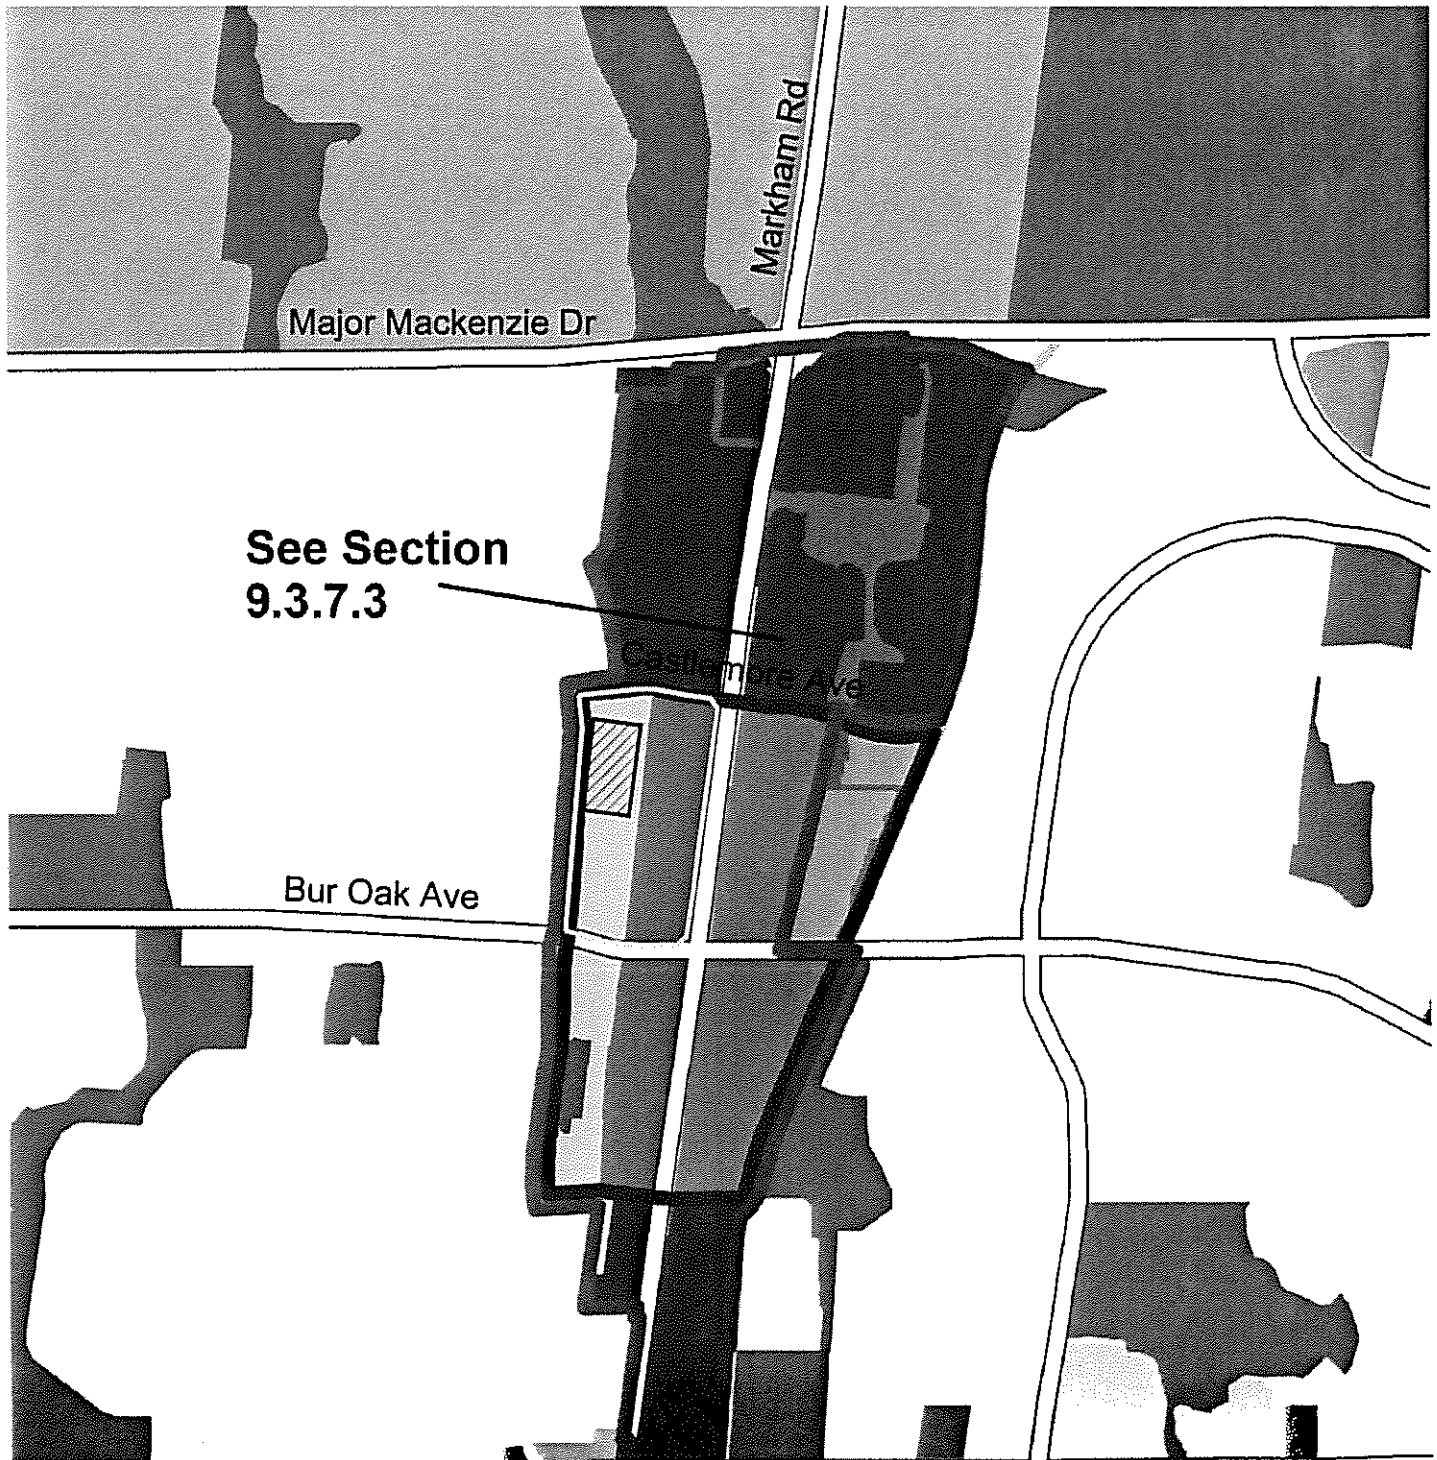 Markham Rd
Major Mackenzie Dr
See Section
9.3.7.3
Castlemore Ave
Bur Oak Ave